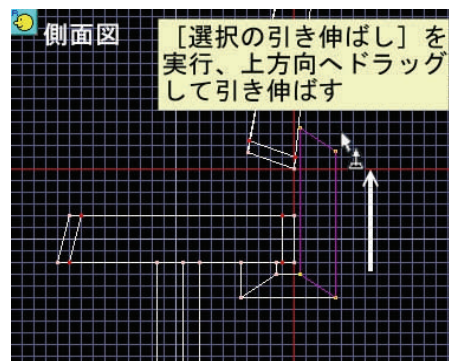 側面図
［選択の引き伸ばし］を
実行、上方向へドラッグ
して引き伸ばす